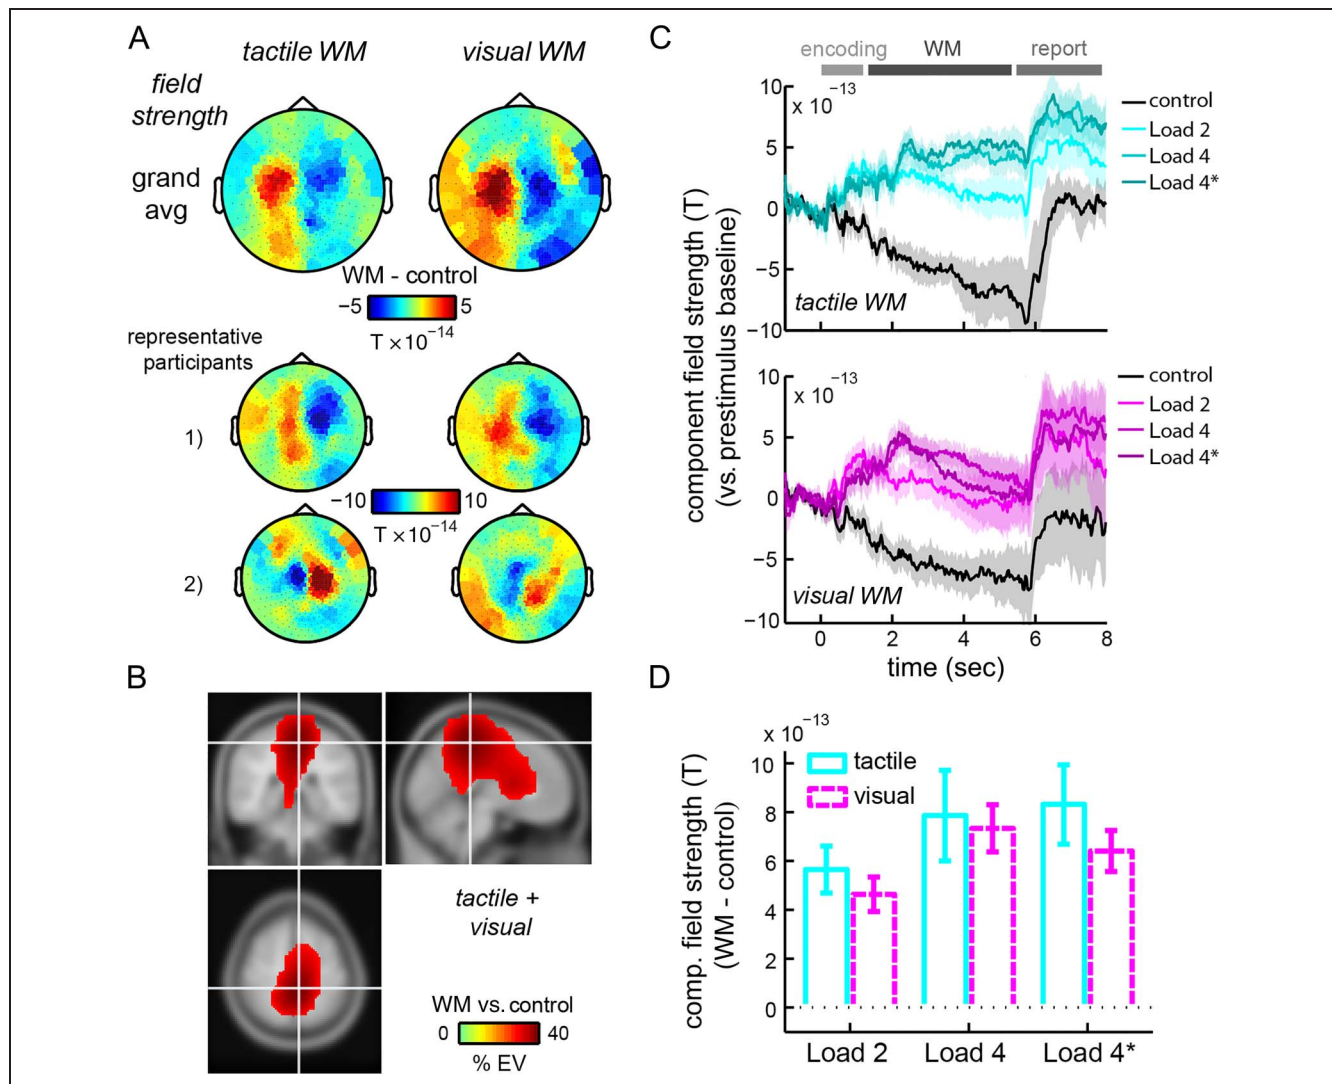 A
tactile WM
visual WM
field
strength
grand
avg
WM - control
−5
5
T ×10⁻¹⁴
representative
participants
1)
−10
10
T ×10⁻¹⁴
2)
B
tactile +
visual
WM vs. control
0
40
% EV
C
encoding
WM
report
component field strength (T)
(vs. prestimulus baseline)
10
x 10⁻¹³
5
0
−5
−10
tactile WM
control
Load 2
Load 4
Load 4*
10
x 10⁻¹³
5
0
−5
−10
visual WM
control
Load 2
Load 4
Load 4*
0
2
4
6
8
time (sec)
D
x 10⁻¹³
comp. field strength (T)
(WM - control)
10
8
6
4
2
0
tactile
visual
Load 2
Load 4
Load 4*